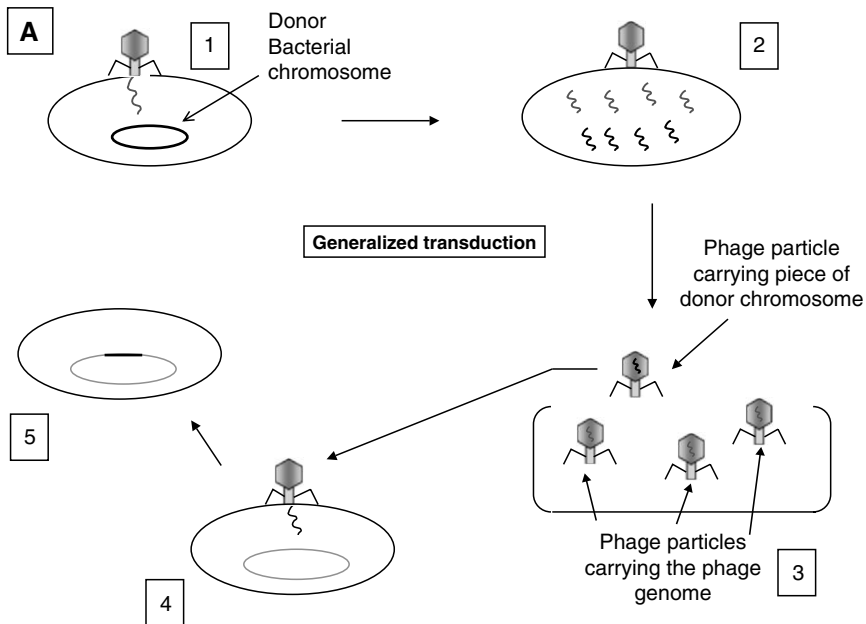 A
1
Donor
Bacterial
chromosome
2
Generalized transduction
Phage particle
carrying piece of
donor chromosome
5
4
Phage particles
carrying the phage
genome
3